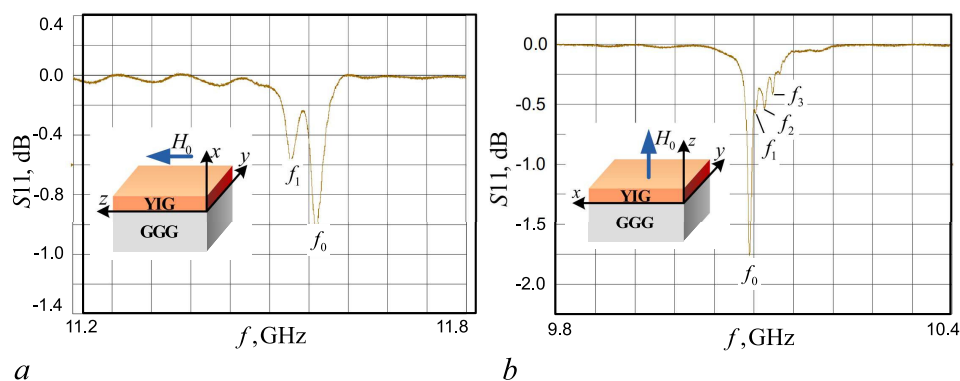 a
0.4
0.0
-0.4
-0.6
-0.8
-1.0
-1.4
S11, dB
H0
x
y
z
YIG
GGG
f1
f0
11.2
f, GHz
11.8
b
0.0
-0.5
-1.0
-1.5
-2.0
S11, dB
H0
z
y
x
YIG
GGG
f3
f2
f1
f0
9.8
f, GHz
10.4